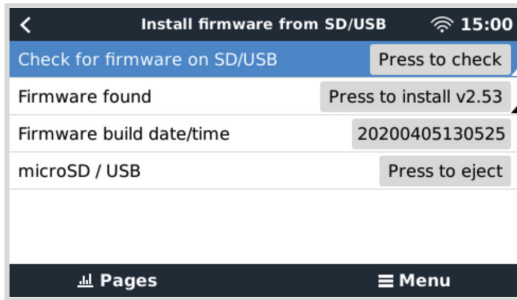 Install firmware from SD/USB 15:00
Check for firmware on SD/USB Press to check
Firmware found Press to install v2.53
Firmware build date/time 20200405130525
microSD / USB Press to eject
Pages Menu